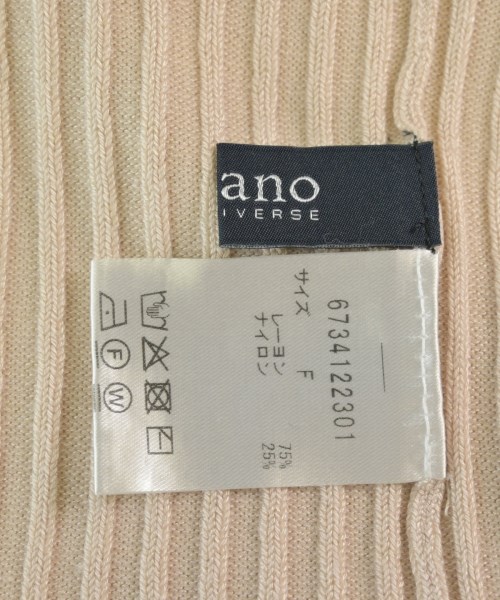 ano
IVERSE
6734122301
サイズ F
レーヨン 75%
ナイロン 25%
F
W